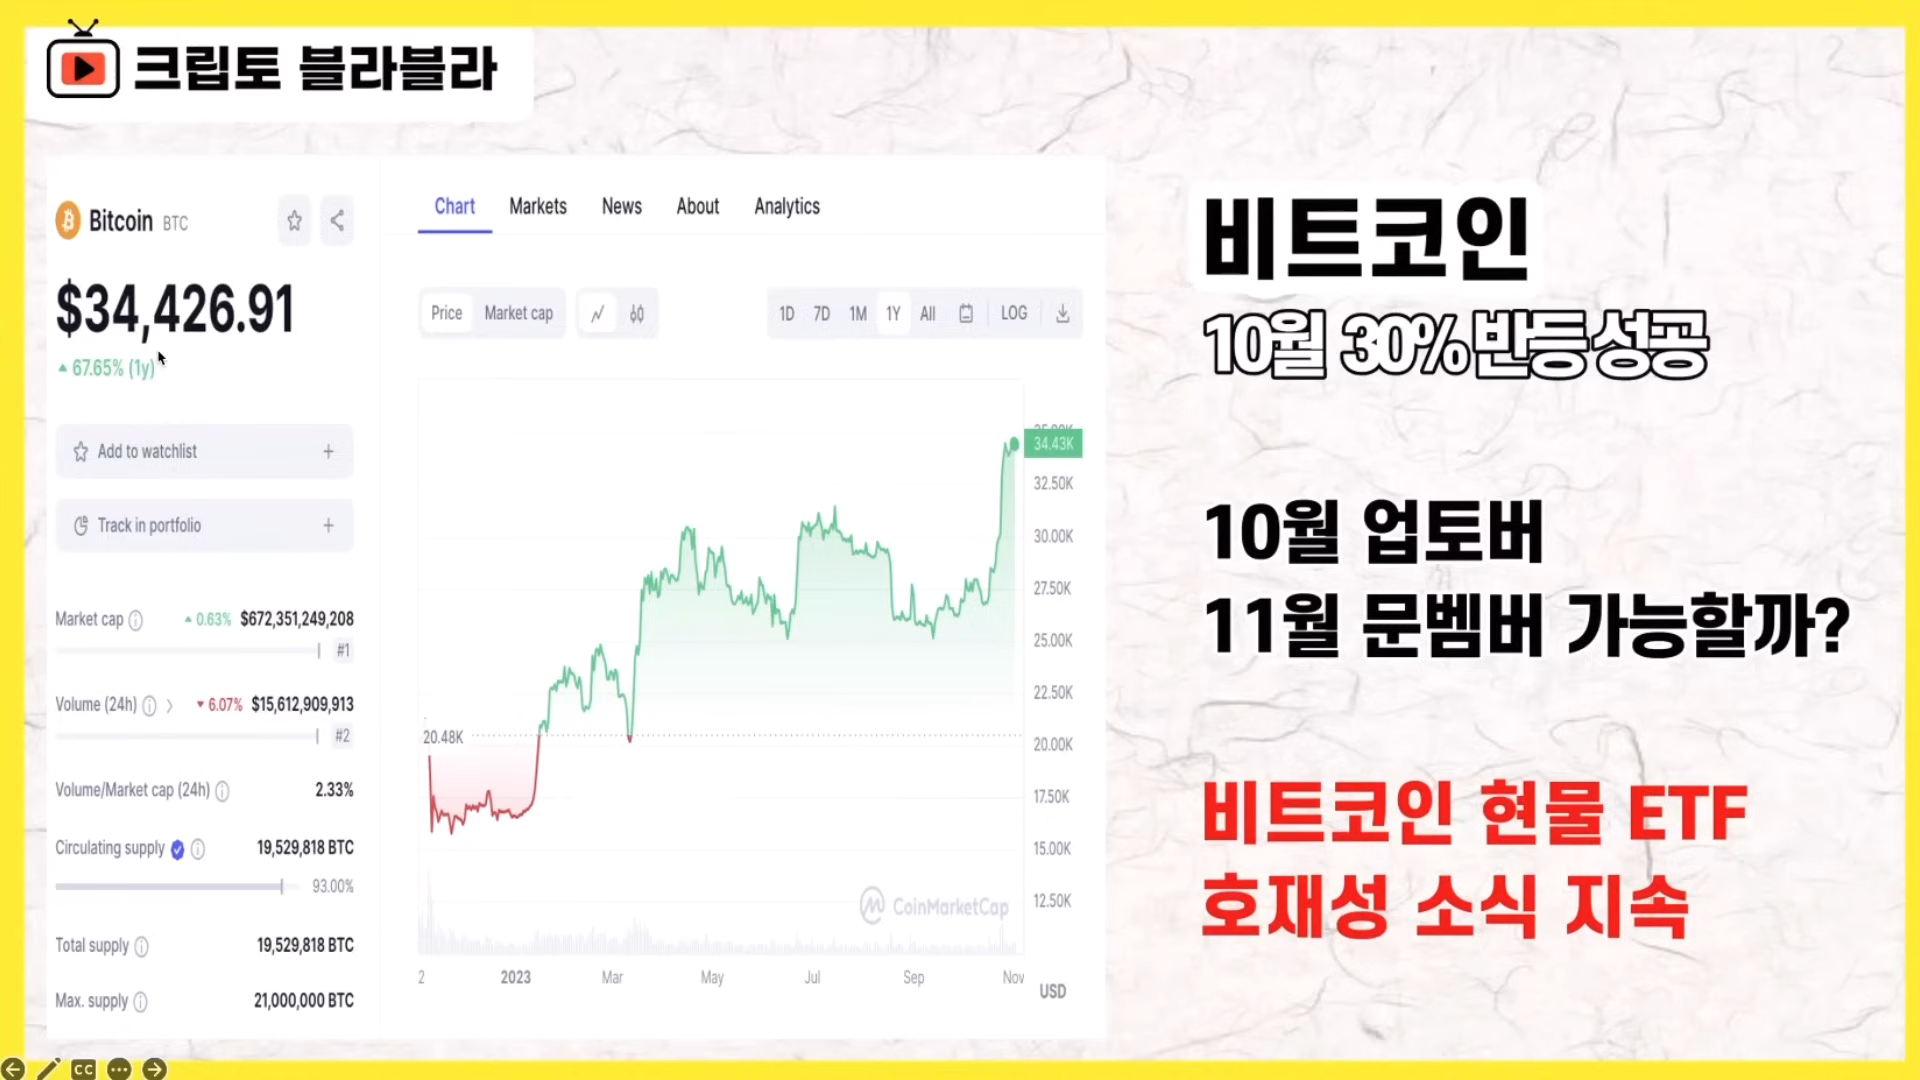 크립토 블라블라
Bitcoin BTC
$34,426.91
67.65% (1y)
Add to watchlist +
Track in portfolio +
Market cap 0.63% $672,351,249,208
#1
Volume (24h) 6.07% $15,612,909,913
#2
Volume/Market cap (24h) 2.33%
Circulating supply 19,529,818 BTC
93.00%
Total supply 19,529,818 BTC
Max. supply 21,000,000 BTC
Chart Markets News About Analytics
Price Market cap 1D 7D 1M 1Y All LOG
34.43K
32.50K
30.00K
27.50K
25.00K
22.50K
20.48K
20.00K
17.50K
15.00K
12.50K
CoinMarketCap
2 2023 Mar May Jul Sep Nov
USD
비트코인
10월 30% 반등 성공
10월 업토버
11월 문벰버 가능할까?
비트코인 현물 ETF
호재성 소식 지속
CC